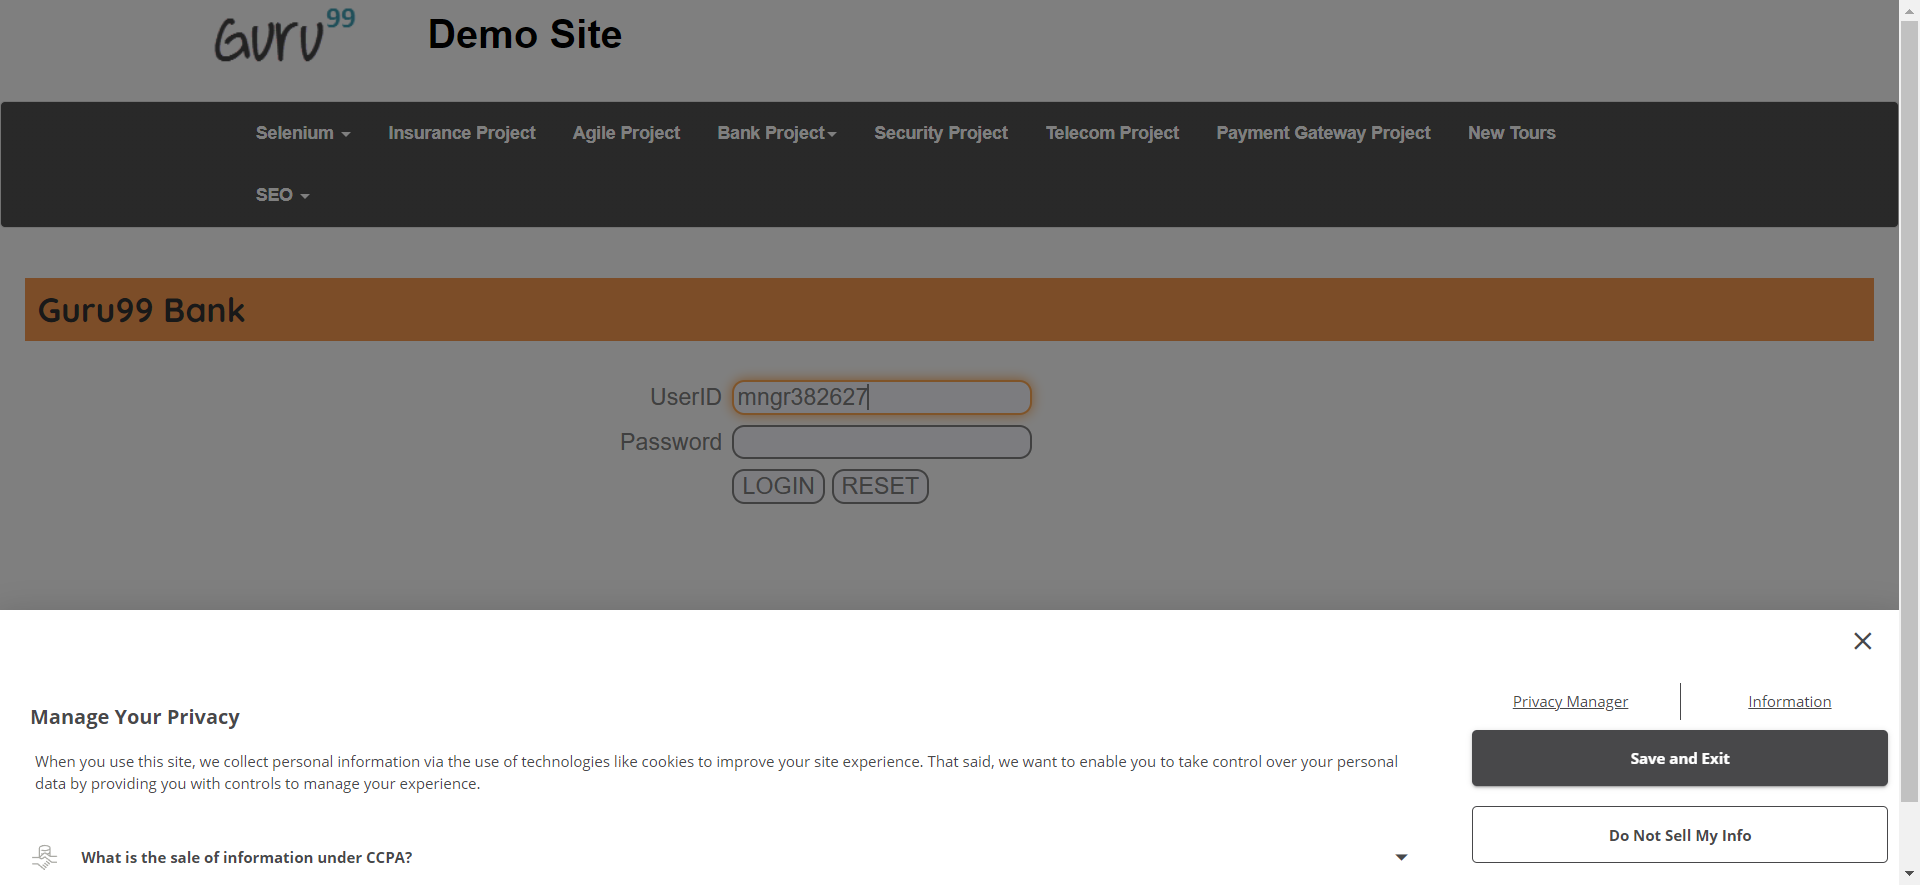 Guru99
Demo Site
Selenium Insurance Project Agile Project Bank Project Security Project Telecom Project Payment Gateway Project New Tours
SEO
Guru99 Bank
UserID mngr382627
Password
LOGIN RESET
Privacy Manager Information
Manage Your Privacy
Save and Exit
When you use this site, we collect personal information via the use of technologies like cookies to improve your site experience. That said, we want to enable you to take control over your personal
data by providing you with controls to manage your experience.
Do Not Sell My Info
What is the sale of information under CCPA?